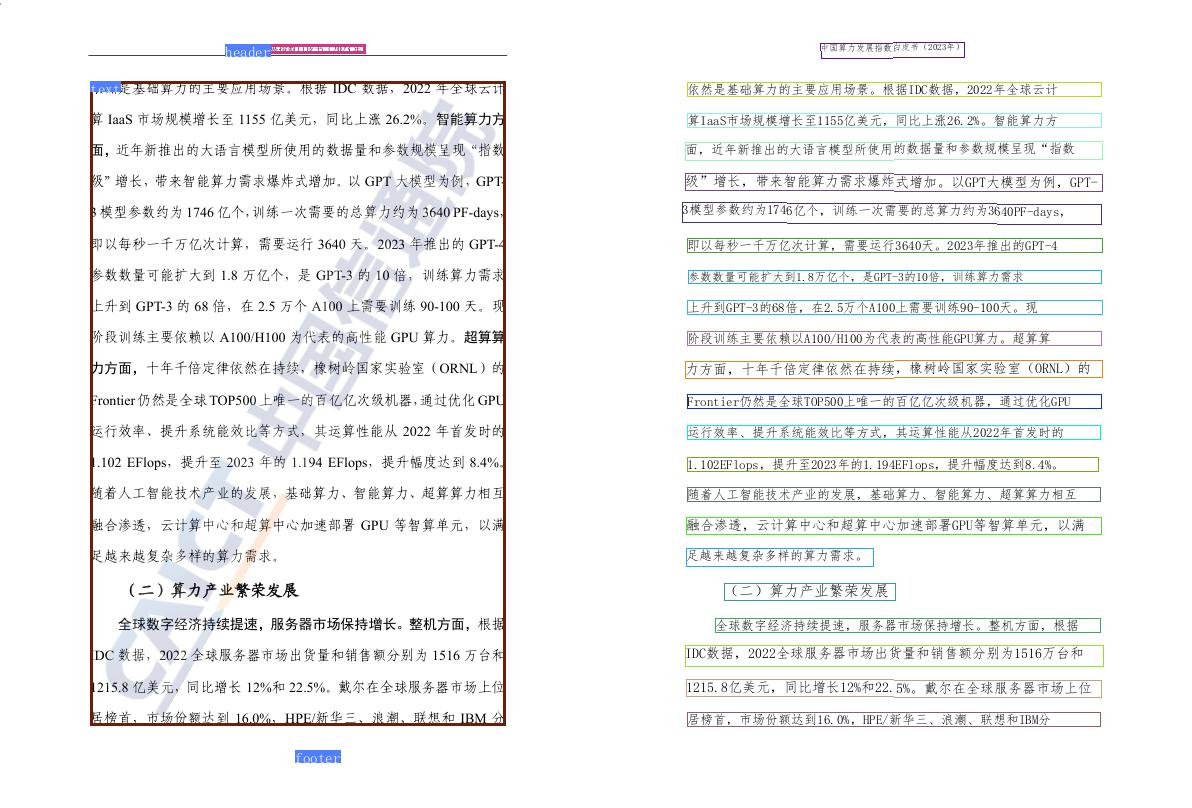 header
text
依然是基础算力的主要应用场景。根据 IDC 数据，2022 年全球云计
算 IaaS 市场规模增长至 1155 亿美元，同比上涨 26.2%。智能算力方
面，近年新推出的大语言模型所使用的数据量和参数规模呈现“指数
级”增长，带来智能算力需求爆炸式增加。以 GPT 大模型为例，GPT-
3 模型参数约为 1746 亿个，训练一次需要的总算力约为 3640 PF-days，
即以每秒一千万亿次计算，需要运行 3640 天。2023 年推出的 GPT-4
参数数量可能扩大到 1.8 万亿个，是 GPT-3 的 10 倍，训练算力需求
上升到 GPT-3 的 68 倍，在 2.5 万个 A100 上需要训练 90-100 天。现
阶段训练主要依赖以 A100/H100 为代表的高性能 GPU 算力。超算算
力方面，十年千倍定律依然在持续，橡树岭国家实验室（ORNL）的
Frontier 仍然是全球 TOP500 上唯一的百亿亿次级机器，通过优化 GPU
运行效率、提升系统能效比等方式，其运算性能从 2022 年首发时的
1.102 EFlops，提升至 2023 年的 1.194 EFlops，提升幅度达到 8.4%。
随着人工智能技术产业的发展，基础算力、智能算力、超算算力相互
融合渗透，云计算中心和超算中心加速部署 GPU 等智算单元，以满
足越来越复杂多样的算力需求。
（二）算力产业繁荣发展
全球数字经济持续提速，服务器市场保持增长。整机方面，根据
IDC 数据，2022 全球服务器市场出货量和销售额分别为 1516 万台和
1215.8 亿美元，同比增长 12%和 22.5%。戴尔在全球服务器市场上位
居榜首，市场份额达到 16.0%，HPE/新华三、浪潮、联想和 IBM 分
footer
CAICT 中国信通院
中国算力发展指数白皮书（2023年）
依然是基础算力的主要应用场景。根据IDC数据，2022年全球云计
算IaaS市场规模增长至1155亿美元，同比上涨26.2%。智能算力方
面，近年新推出的大语言模型所使用的数据量和参数规模呈现“指数
级”增长，带来智能算力需求爆炸式增加。以GPT大模型为例，GPT-
3模型参数约为1746亿个，训练一次需要的总算力约为3640PF-days，
即以每秒一千万亿次计算，需要运行3640天。2023年推出的GPT-4
参数数量可能扩大到1.8万亿个，是GPT-3的10倍，训练算力需求
上升到GPT-3的68倍，在2.5万个A100上需要训练90-100天。现
阶段训练主要依赖以A100/H100为代表的高性能GPU算力。超算算
力方面，十年千倍定律依然在持续，橡树岭国家实验室（ORNL）的
Frontier仍然是全球TOP500上唯一的百亿亿次级机器，通过优化GPU
运行效率、提升系统能效比等方式，其运算性能从2022年首发时的
1.102EFlops，提升至2023年的1.194EFlops，提升幅度达到8.4%。
随着人工智能技术产业的发展，基础算力、智能算力、超算算力相互
融合渗透，云计算中心和超算中心加速部署GPU等智算单元，以满
足越来越复杂多样的算力需求。
（二）算力产业繁荣发展
全球数字经济持续提速，服务器市场保持增长。整机方面，根据
IDC数据，2022全球服务器市场出货量和销售额分别为1516万台和
1215.8亿美元，同比增长12%和22.5%。戴尔在全球服务器市场上位
居榜首，市场份额达到16.0%，HPE/新华三、浪潮、联想和IBM分